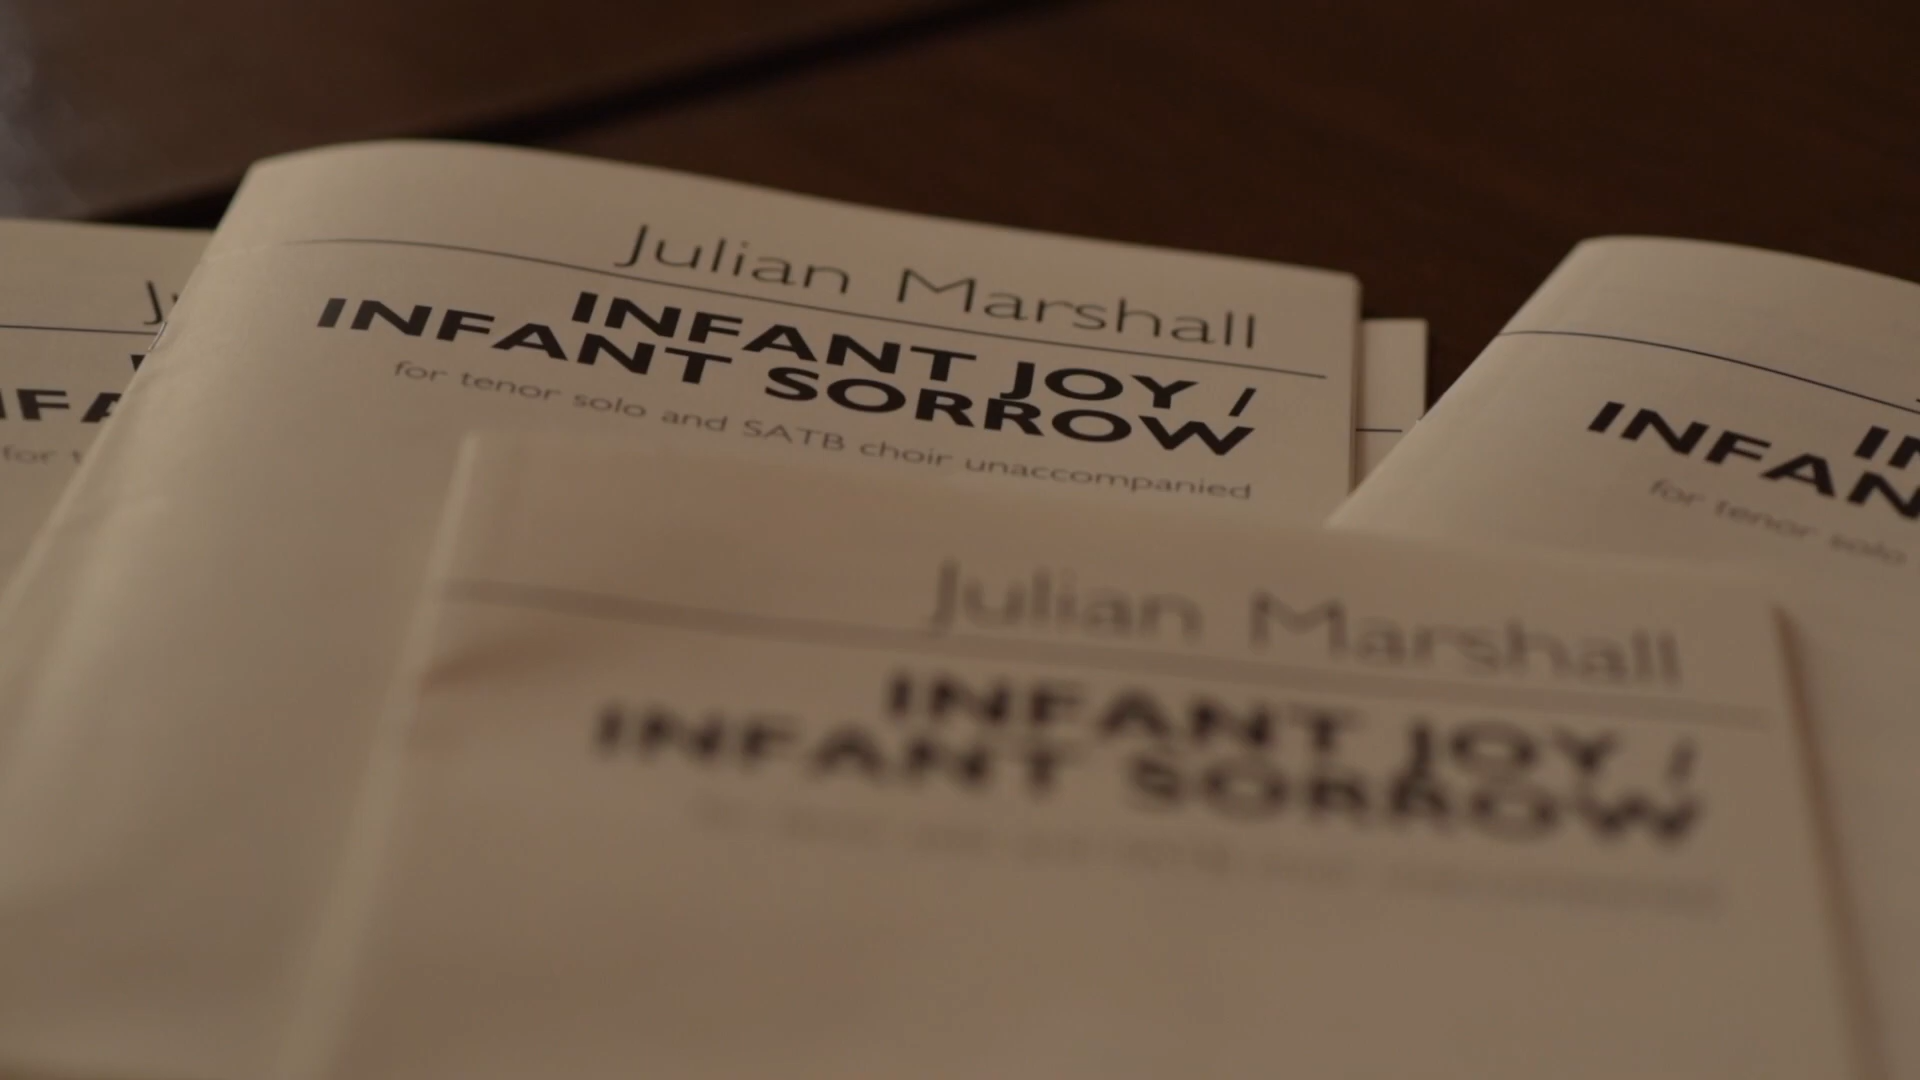 Julian Marshall
INFANT JOY /
INFANT SORROW
for tenor solo and SATB choir unaccompanied
Julian Marshall
INFANT JOY /
INFANT SORROW
for tenor solo